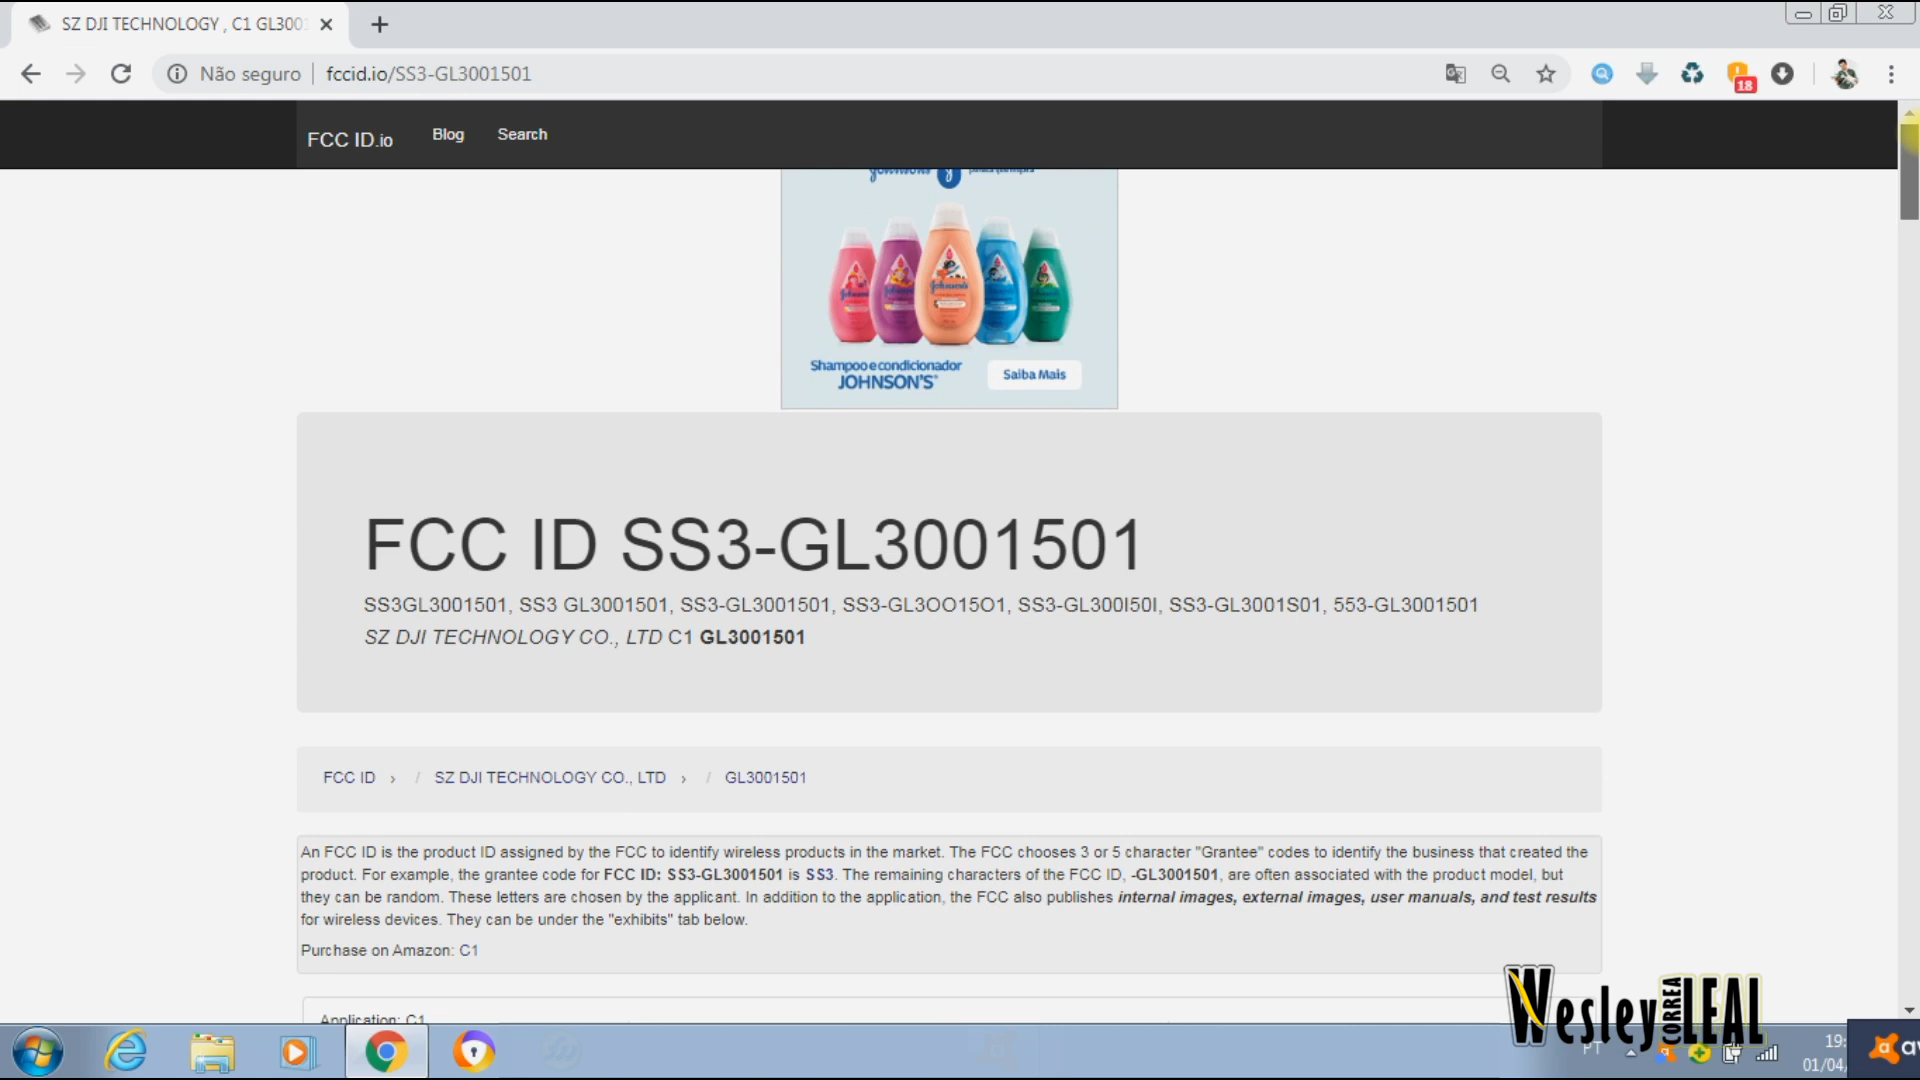 SZ DJI TECHNOLOGY , C1 GL300
Não seguro
fccid.io/SS3-GL3001501
18
FCC ID.io
Blog
Search
Johnson's
Shampoo e condicionador
JOHNSON'S
Saiba Mais
FCC ID SS3-GL3001501
SS3GL3001501, SS3 GL3001501, SS3-GL3001501, SS3-GL3OO15O1, SS3-GL300I50I, SS3-GL3001S01, 553-GL3001501
SZ DJI TECHNOLOGY CO., LTD C1 GL3001501
FCC ID › / SZ DJI TECHNOLOGY CO., LTD › / GL3001501
An FCC ID is the product ID assigned by the FCC to identify wireless products in the market. The FCC chooses 3 or 5 character "Grantee" codes to identify the business that created the
product. For example, the grantee code for FCC ID: SS3-GL3001501 is SS3. The remaining characters of the FCC ID, -GL3001501, are often associated with the product model, but
they can be random. These letters are chosen by the applicant. In addition to the application, the FCC also publishes internal images, external images, user manuals, and test results
for wireless devices. They can be under the "exhibits" tab below.
Purchase on Amazon: C1
Application: C1
Wesley CORREA LEAL
PT
19:
01/04